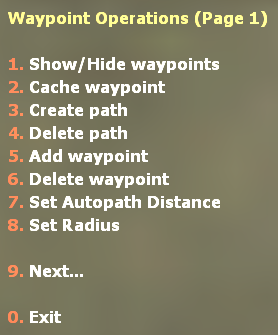 Waypoint Operations (Page 1)
1. Show/Hide waypoints
2. Cache waypoint
3. Create path
4. Delete path
5. Add waypoint
6. Delete waypoint
7. Set Autopath Distance
8. Set Radius
9. Next...
0. Exit